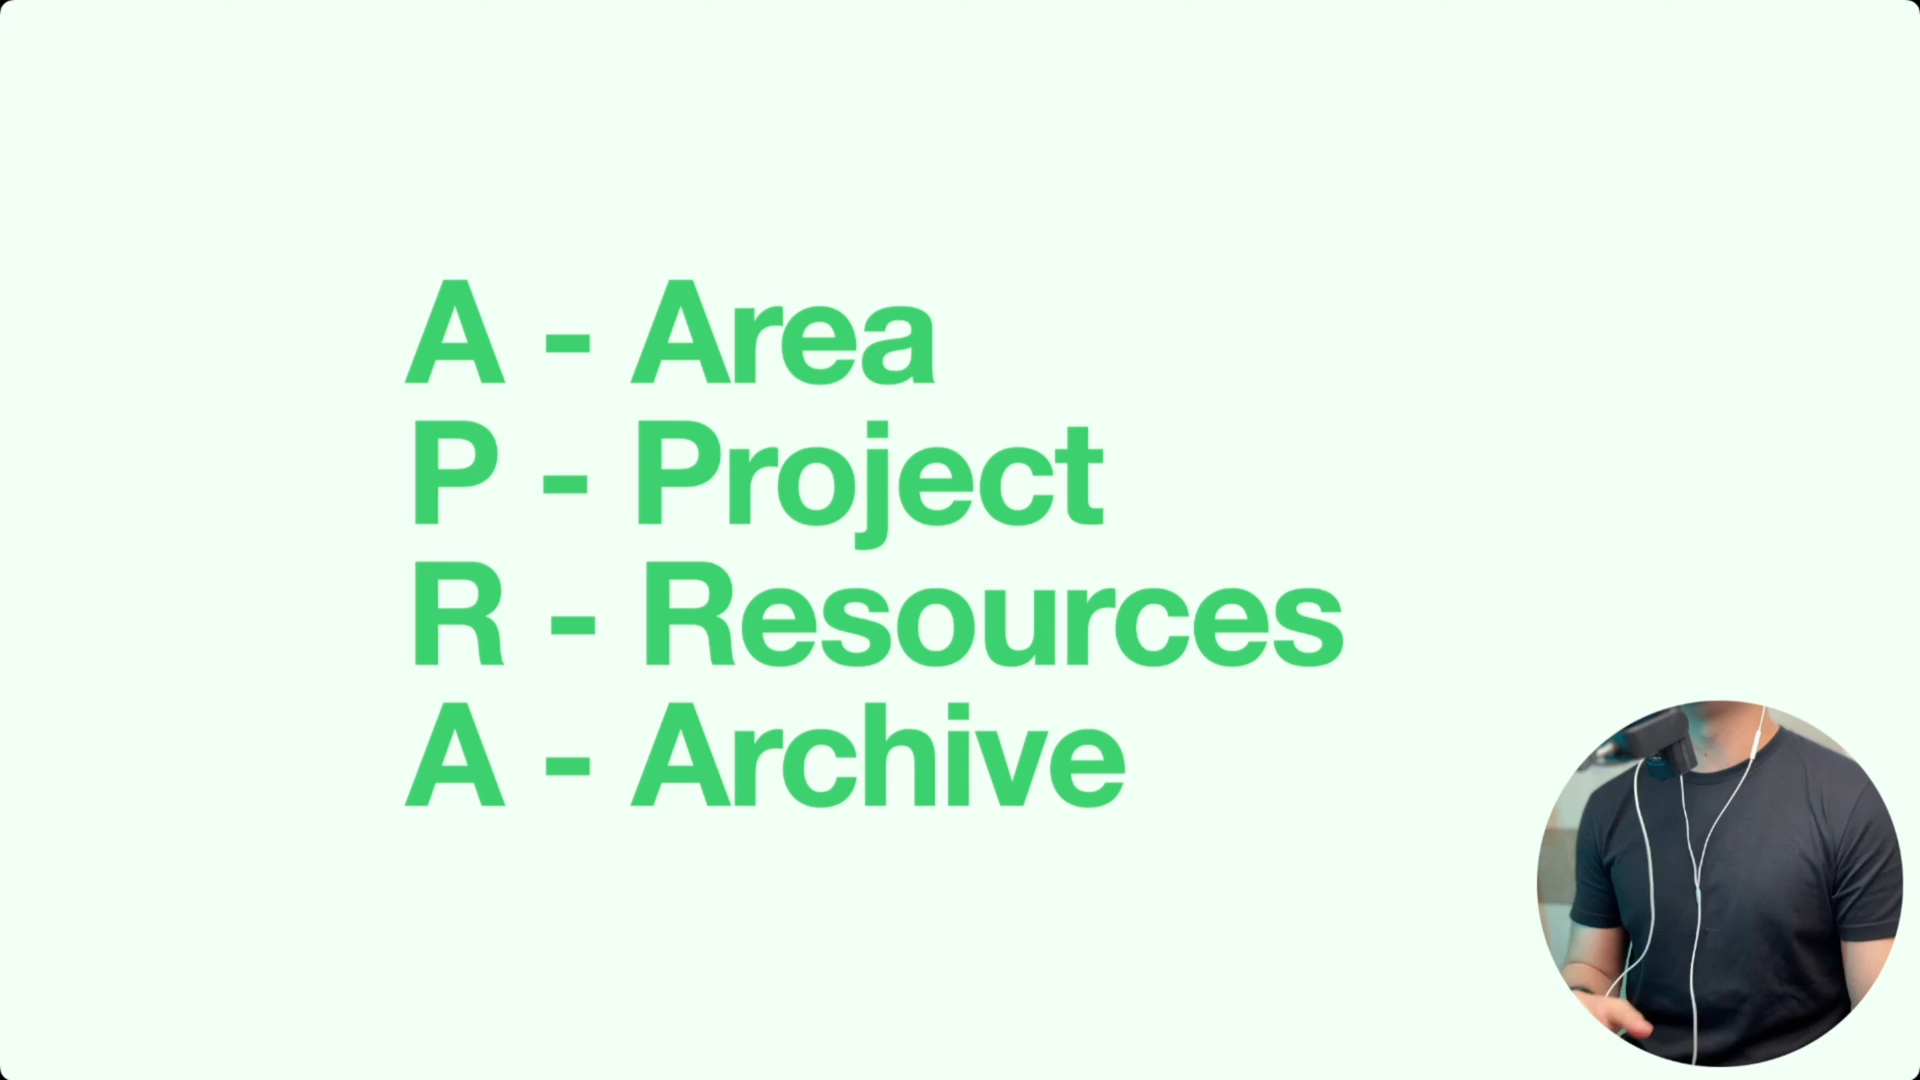 A - Area
P - Project
R - Resources
A - Archive